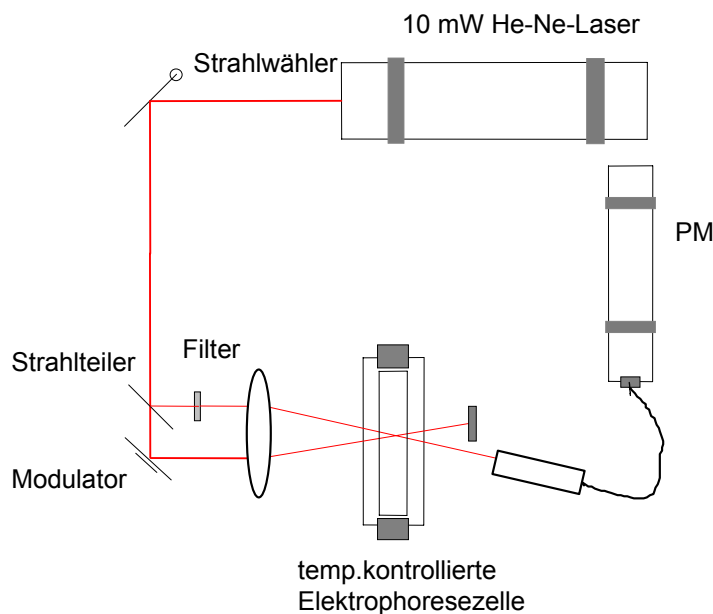 10 mW He-Ne-Laser
Strahlwähler
PM
Strahlteiler
Filter
Modulator
temp.kontrollierte
Elektrophoresezelle